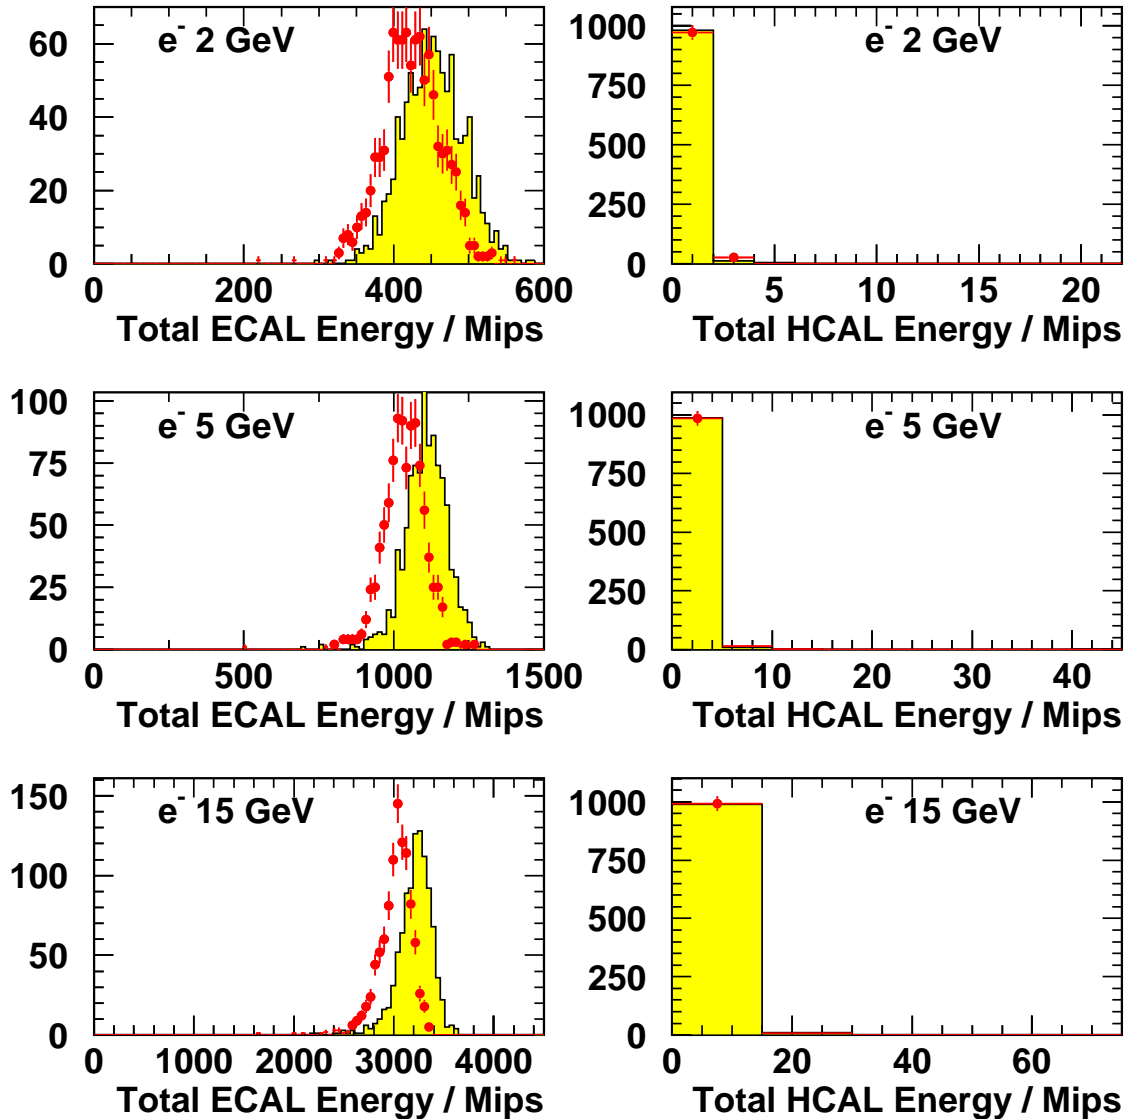 e- 2 GeV
60
40
20
0
0 200 400 600
Total ECAL Energy / Mips
e- 2 GeV
1000
750
500
250
0
0 5 10 15 20
Total HCAL Energy / Mips
e- 5 GeV
100
75
50
25
0
0 500 1000 1500
Total ECAL Energy / Mips
e- 5 GeV
1000
750
500
250
0
0 10 20 30 40
Total HCAL Energy / Mips
e- 15 GeV
150
100
50
0
0 1000 2000 3000 4000
Total ECAL Energy / Mips
e- 15 GeV
1000
750
500
250
0
0 20 40 60
Total HCAL Energy / Mips